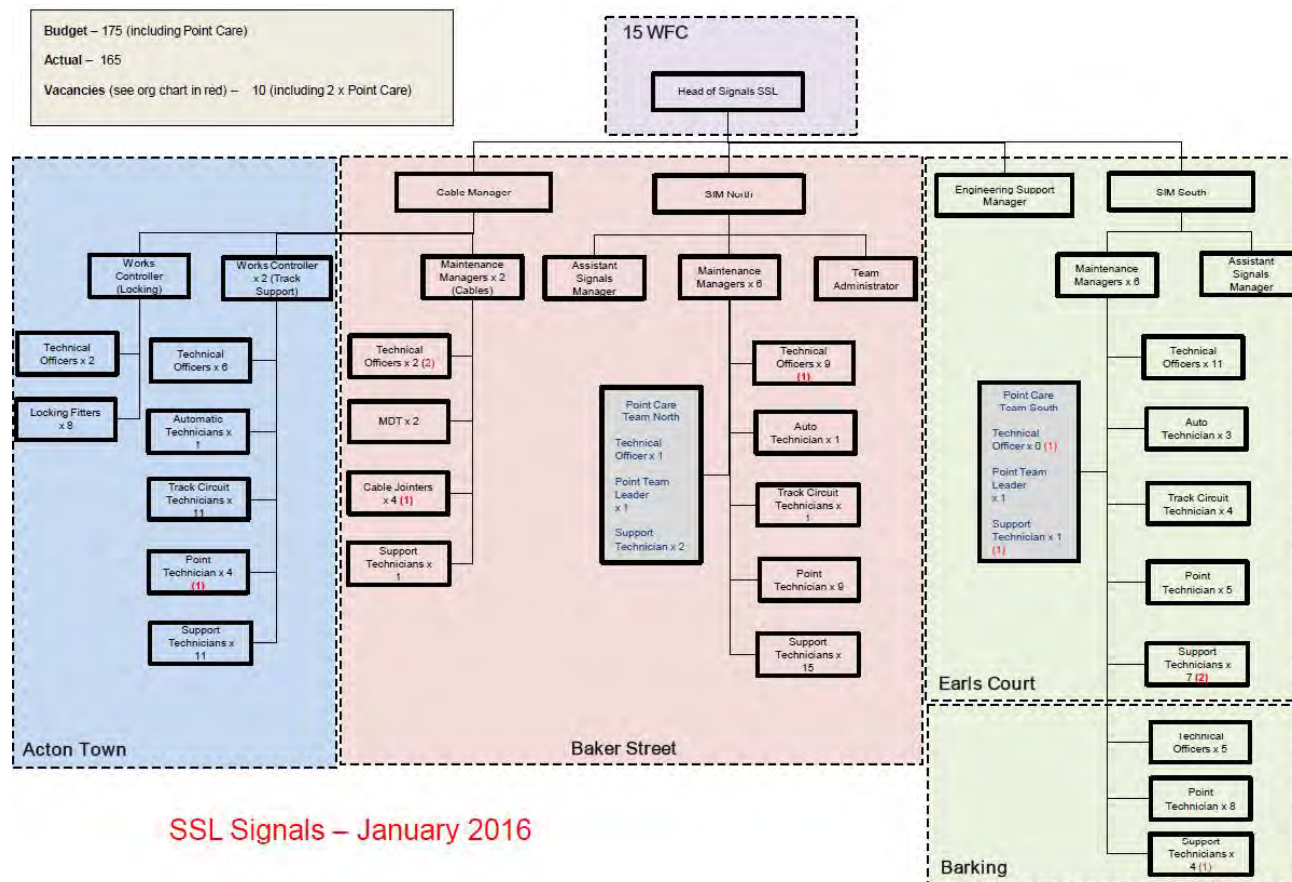 Budget – 175 (including Point Care)
Actual – 165
Vacancies (see org chart in red) – 10 (including 2 x Point Care)
15 WFC
Head of Signals SSL
Cable Manager
SIM North
Engineering Support
Manager
SIM South
Works
Controller
(Locking)
Works Controller
x 2 (Track
Support)
Maintenance
Managers x 2
(Cables)
Assistant
Signals
Manager
Maintenance
Managers x 6
Team
Administrator
Maintenance
Managers x 6
Assistant
Signals
Manager
Technical
Officers x 2
Locking Fitters
x 8
Technical
Officers x 6
Automatic
Technicians x
1
Track Circuit
Technicians x
11
Point
Technician x 4
(1)
Support
Technicians x
11
Acton Town
Technical
Officers x 2 (2)
MDT x 2
Cable Jointers
x 4 (1)
Support
Technicians x
1
Point Care
Team North
Technical
Officer x 1
Point Team
Leader
x 1
Support
Technician x 2
Technical
Officers x 9
(1)
Auto
Technician x 1
Track Circuit
Technicians x
1
Point
Technician x 9
Support
Technicians x
15
Baker Street
Point Care
Team South
Technical
Officer x 0 (1)
Point Team
Leader
x 1
Support
Technician x 1
(1)
Technical
Officers x 11
Auto
Technician x 3
Track Circuit
Technician x 4
Point
Technician x 5
Support
Technicians x
7 (2)
Earls Court
Technical
Officers x 5
Point
Technician x 8
Support
Technicians x
4 (1)
Barking
SSL Signals – January 2016